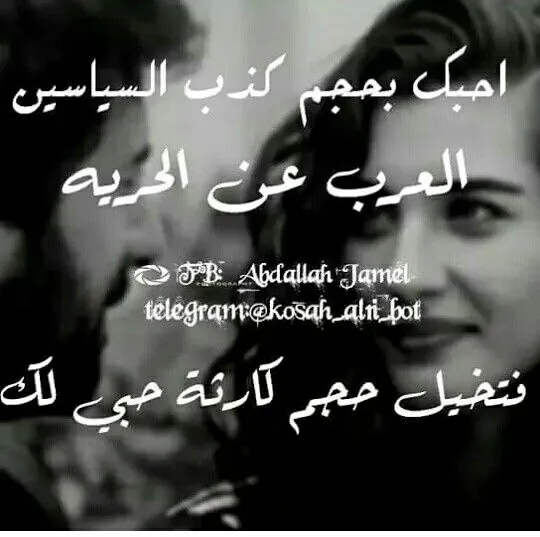 احبك بحجم كذب السياسين
العرب عن الحريه
FB: Abdallah Jamel
telegram:@kosah_alri_bot
فتخيل حجم كارثة حبي لك